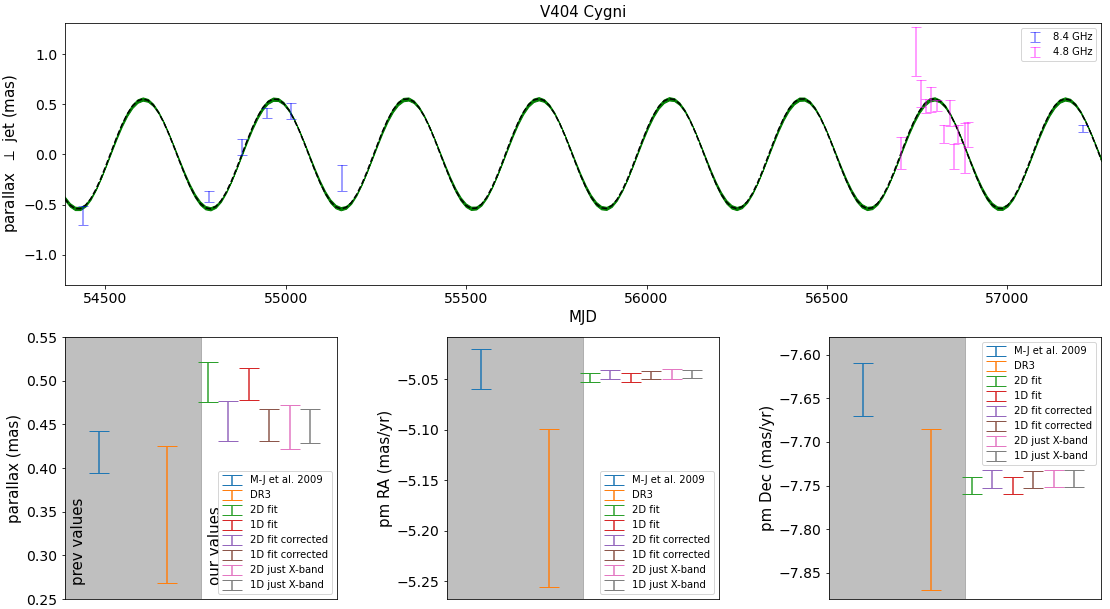 V404 Cygni
parallax ⊥ jet (mas)
1.0
0.5
0.0
−0.5
−1.0
8.4 GHz
4.8 GHz
54500 55000 55500 56000 56500 57000
MJD
parallax (mas)
0.55
0.50
0.45
0.40
0.35
0.30
0.25
prev values
our values
M-J et al. 2009
DR3
2D fit
1D fit
2D fit corrected
1D fit corrected
2D just X-band
1D just X-band
pm RA (mas/yr)
−5.05
−5.10
−5.15
−5.20
−5.25
M-J et al. 2009
DR3
2D fit
1D fit
2D fit corrected
1D fit corrected
2D just X-band
1D just X-band
pm Dec (mas/yr)
−7.60
−7.65
−7.70
−7.75
−7.80
−7.85
M-J et al. 2009
DR3
2D fit
1D fit
2D fit corrected
1D fit corrected
2D just X-band
1D just X-band